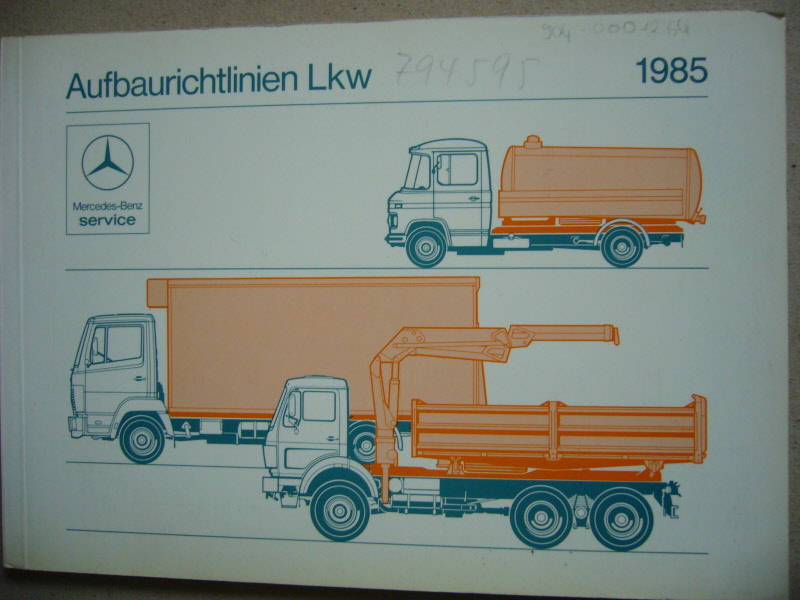 Aufbaurichtlinien Lkw 794595 1985
Mercedes-Benz
service